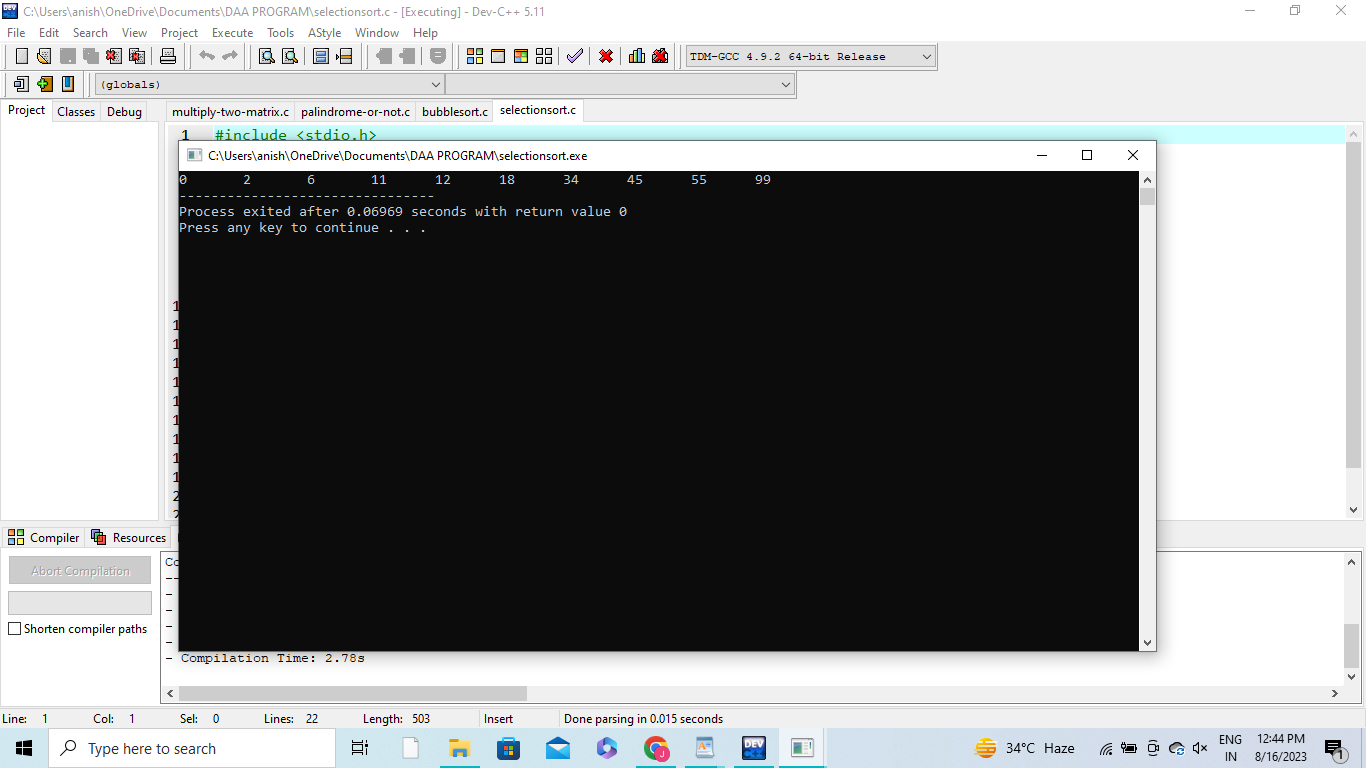 C:\Users\anish\OneDrive\Documents\DAA PROGRAM\selectionsort.c - [Executing] - Dev-C++ 5.11
File Edit Search View Project Execute Tools AStyle Window Help
TDM-GCC 4.9.2 64-bit Release
(globals)
Project Classes Debug
multiply-two-matrix.c palindrome-or-not.c bubblesort.c selectionsort.c
1 #include <stdio.h>
C:\Users\anish\OneDrive\Documents\DAA PROGRAM\selectionsort.exe
0 2 6 11 12 18 34 45 55 99
--------------------------------
Process exited after 0.06969 seconds with return value 0
Press any key to continue . . .
Compiler Resources
Abort Compilation
Shorten compiler paths
- Compilation Time: 2.78s
Line: 1 Col: 1 Sel: 0 Lines: 22 Length: 503 Insert Done parsing in 0.015 seconds
Type here to search
DEV
34°C Haze
ENG
IN
12:44 PM
8/16/2023
1